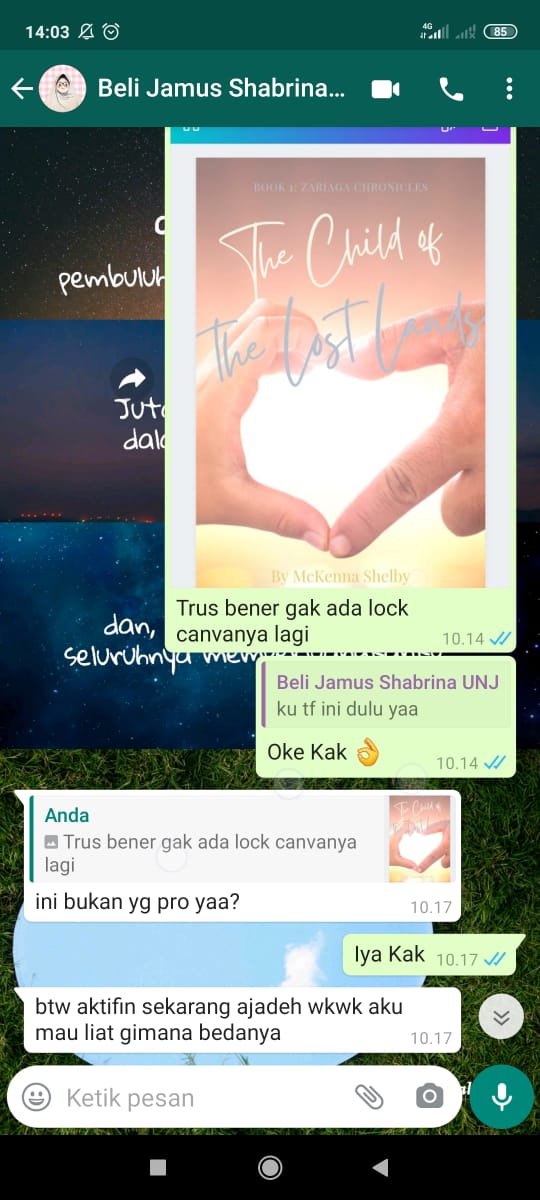 14:03
4G
85
Beli Jamus Shabrina...
BOOK 1: ZARIAGA CHRONICLES
The Child of
The Lost Lands
By McKenna Shelby
pembuluh
dan,
seluruhnya
Trus bener gak ada lock
canvanya lagi
10.14
Beli Jamus Shabrina UNJ
ku tf ini dulu yaa
Oke Kak 👌
10.14
Anda
Trus bener gak ada lock canvanya
lagi
The Child of
ini bukan yg pro yaa?
10.17
Iya Kak
10.17
btw aktifin sekarang ajadeh wkwk aku
mau liat gimana bedanya
10.17
Ketik pesan